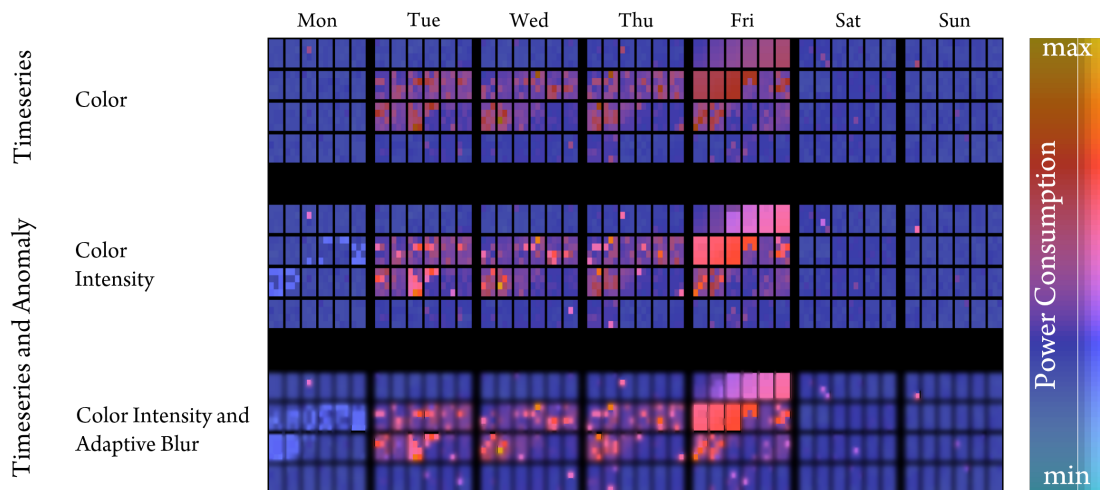 Mon Tue Wed Thu Fri Sat Sun
Timeseries
Color
Timeseries and Anomaly
Color
Intensity
Color Intensity and
Adaptive Blur
max
Power Consumption
min